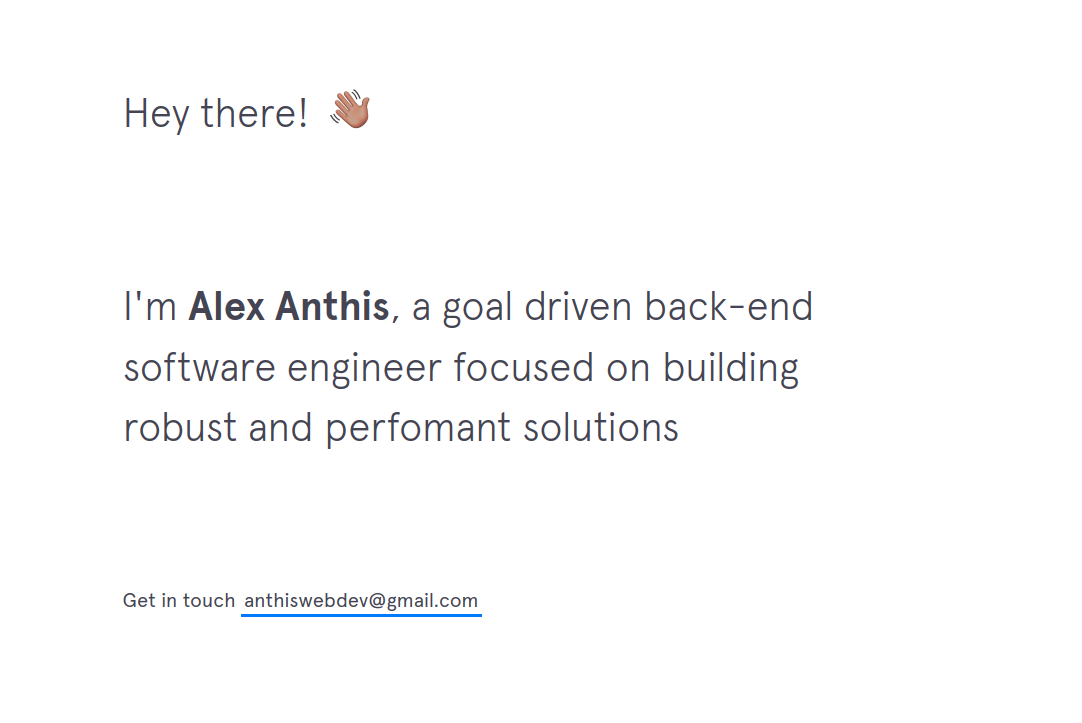 Hey there! 👋🏽
I'm Alex Anthis, a goal driven back-end
software engineer focused on building
robust and perfomant solutions
Get in touch anthiswebdev@gmail.com